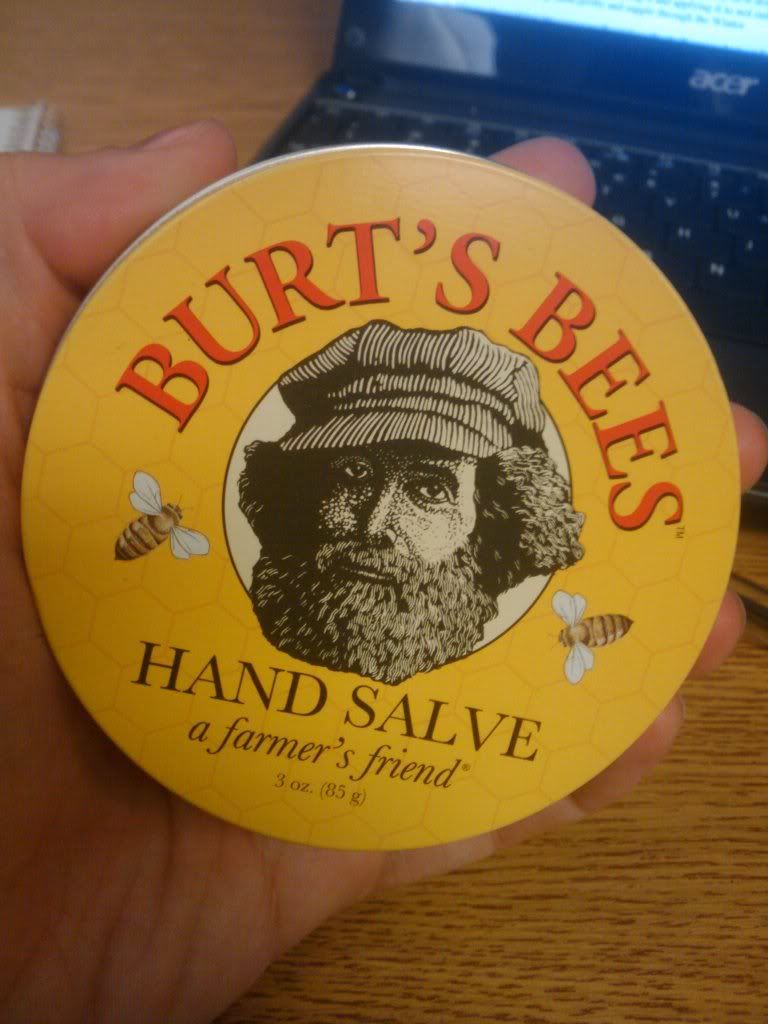 acer
N
BURT'S BEES™
HAND SALVE
a farmer's friend®
3 oz. (85 g)